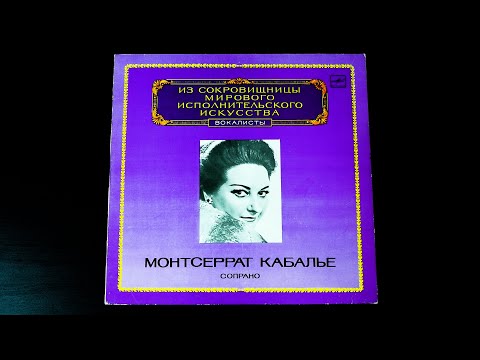 ИЗ СОКРОВИЩНИЦЫ
МИРОВОГО
ИСПОЛНИТЕЛЬСКОГО
ИСКУССТВА
ВОКАЛИСТЫ
МОНТСЕРРАТ КАБАЛЬЕ
СОПРАНО